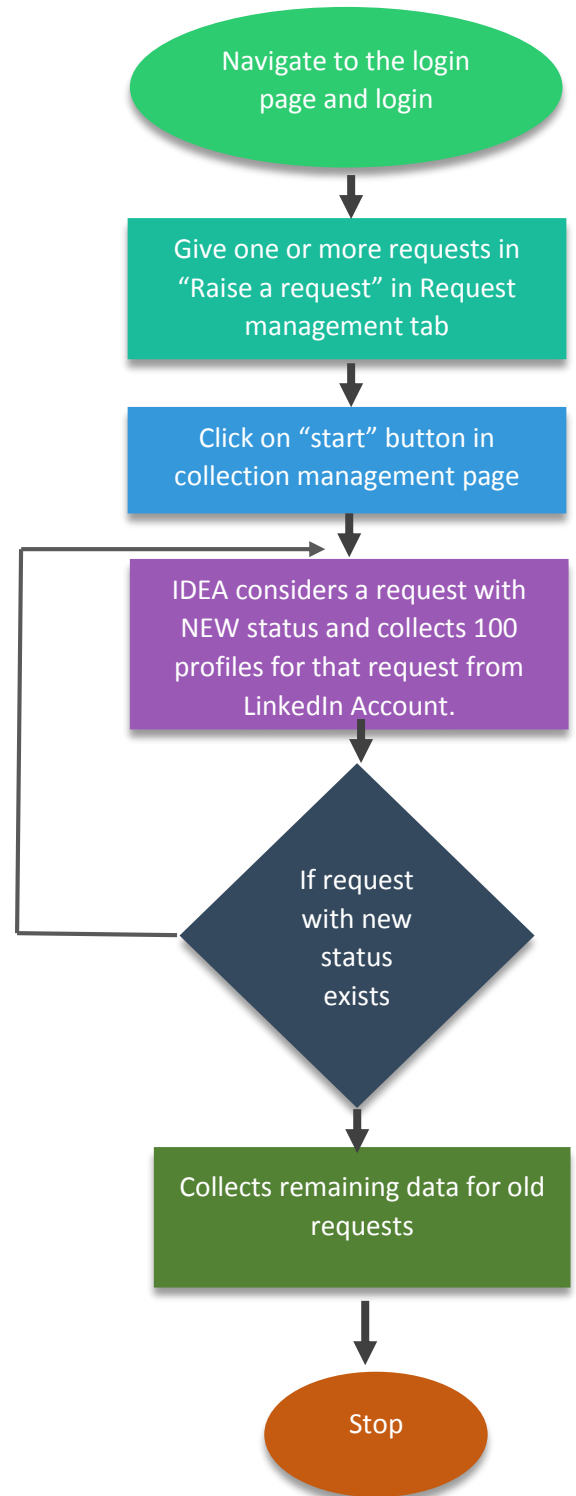 Navigate to the login
page and login
Give one or more requests in
“Raise a request” in Request
management tab
Click on “start” button in
collection management page
IDEA considers a request with
NEW status and collects 100
profiles for that request from
LinkedIn Account.
If request
with new
status
exists
Collects remaining data for old
requests
Stop